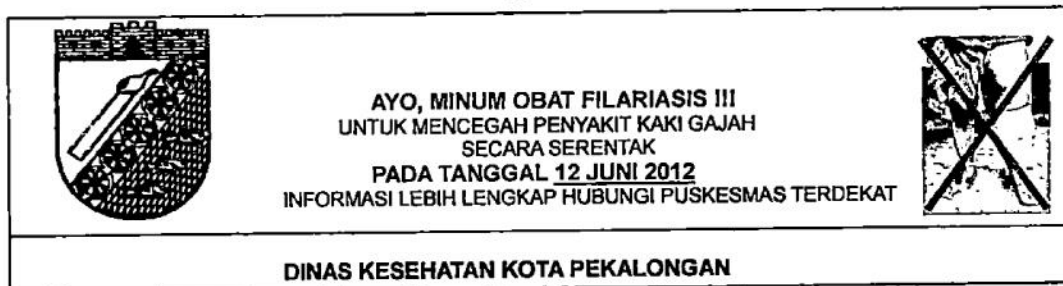 AYO, MINUM OBAT FILARIASIS III
UNTUK MENCEGAH PENYAKIT KAKI GAJAH
SECARA SERENTAK
PADA TANGGAL 12 JUNI 2012
INFORMASI LEBIH LENGKAP HUBUNGI PUSKESMAS TERDEKAT
DINAS KESEHATAN KOTA PEKALONGAN